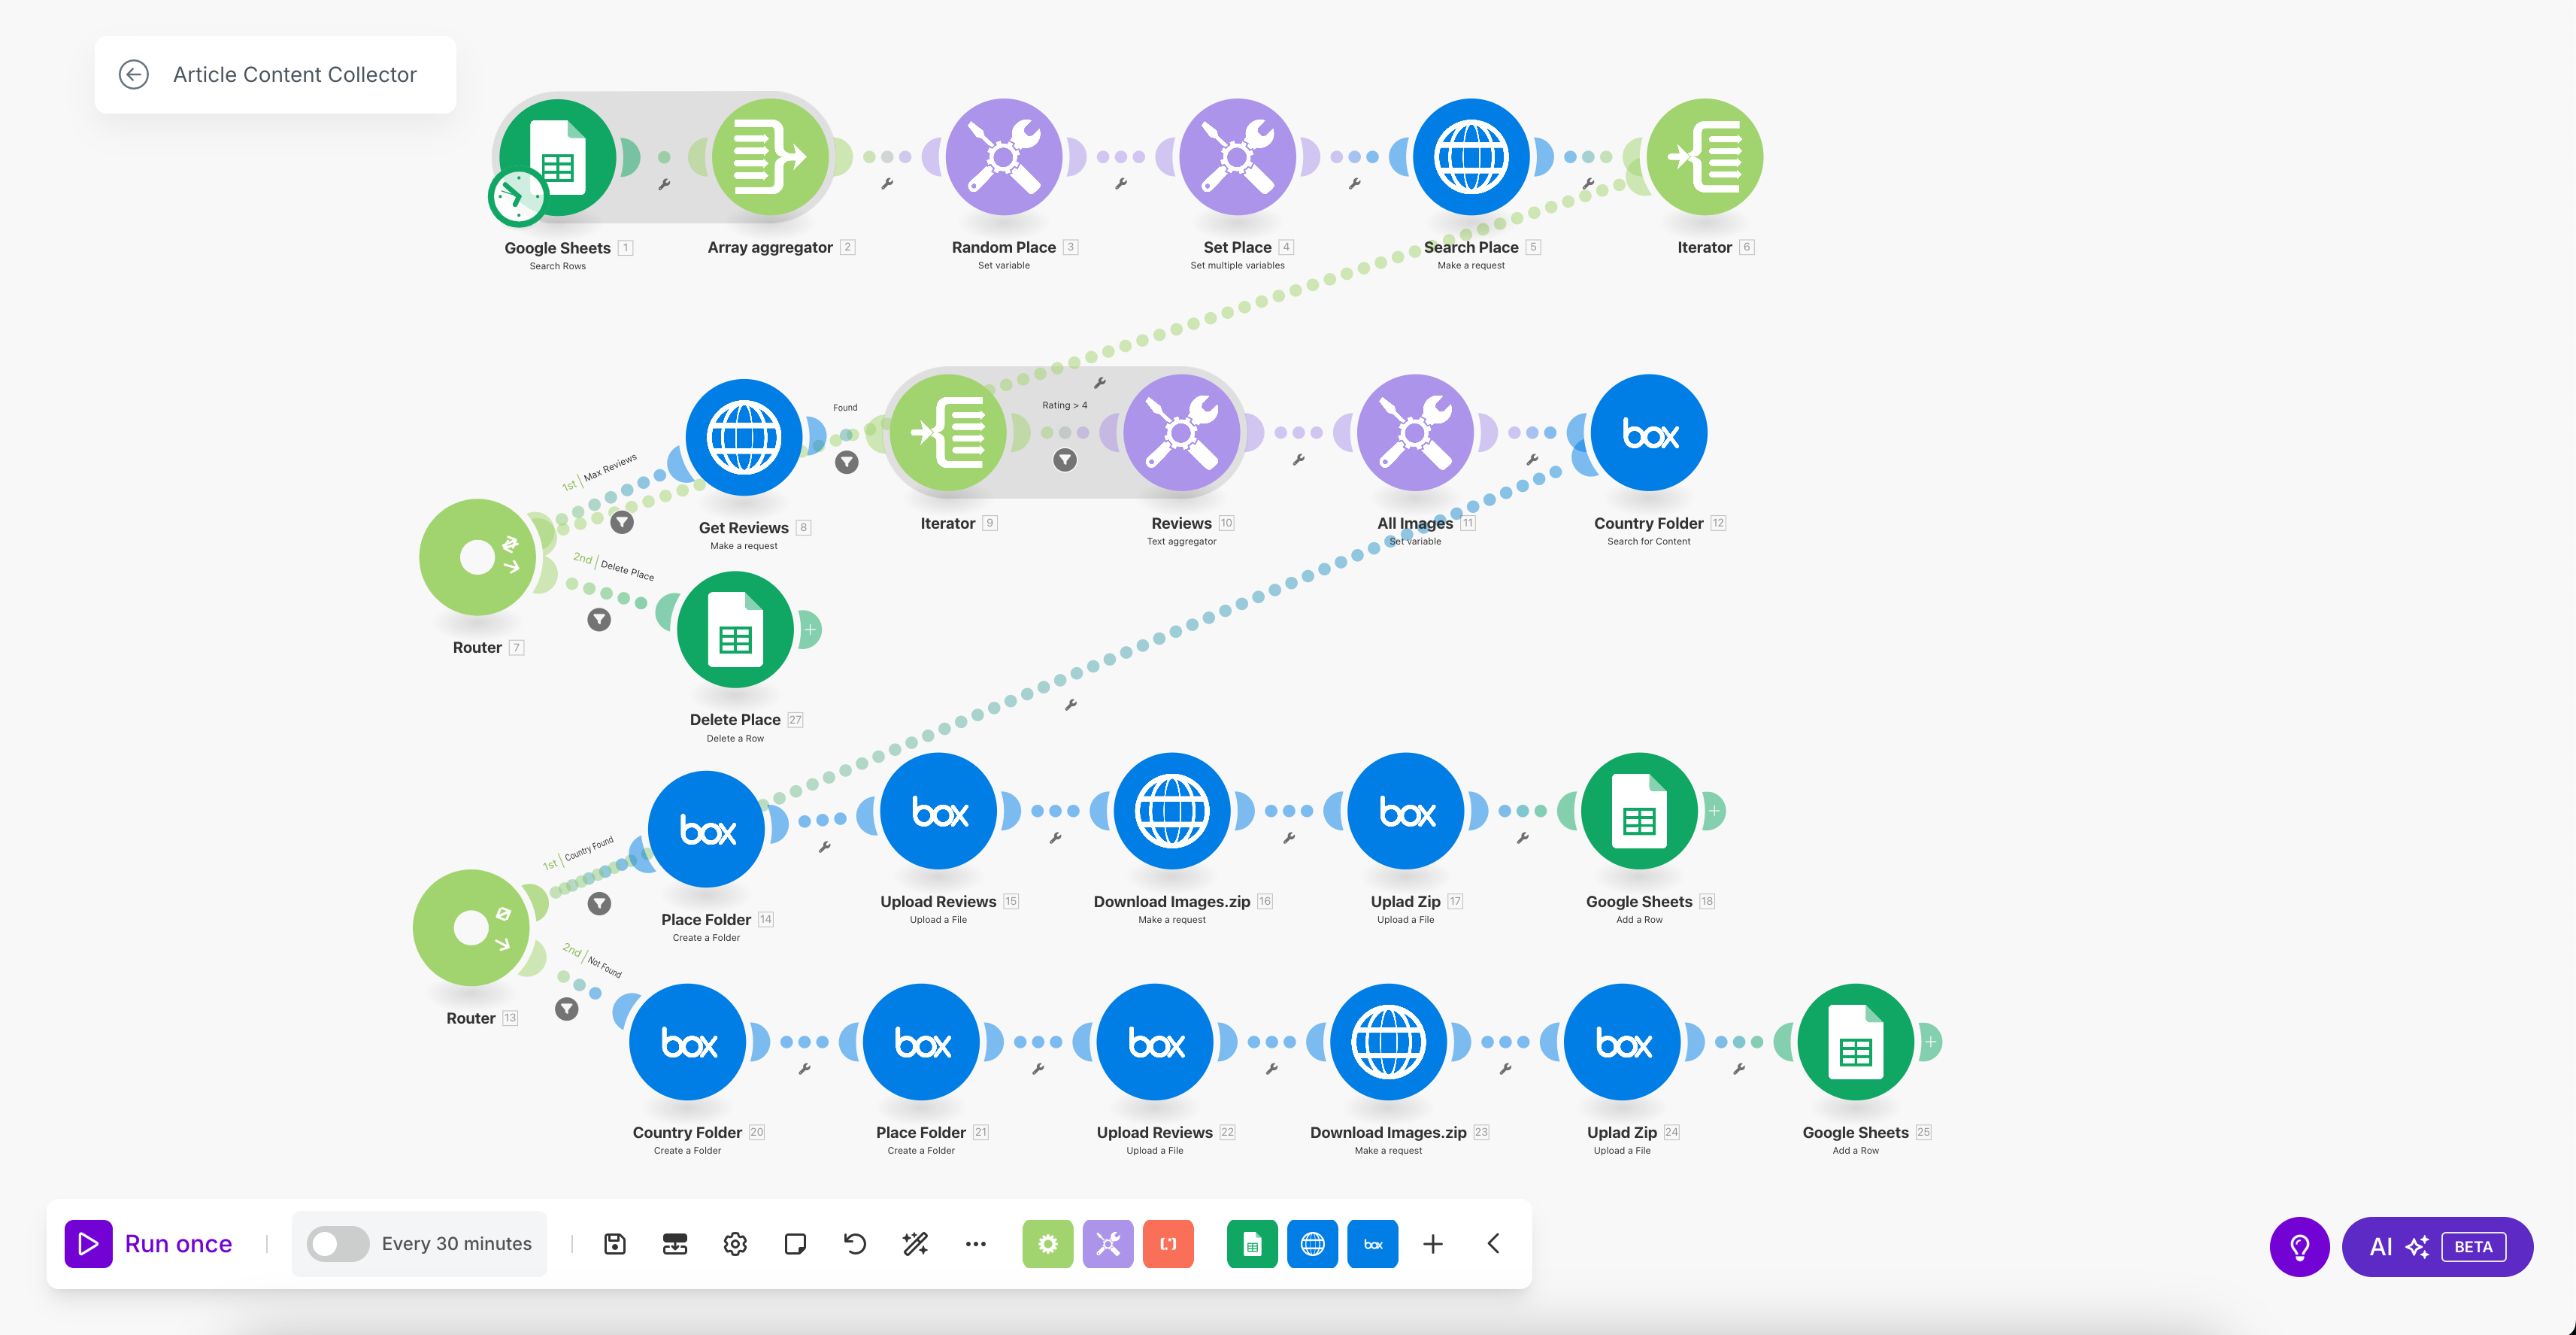 Article Content Collector
Google Sheets 1
Search Rows
Array aggregator 2
Random Place 3
Set variable
Set Place 4
Set multiple variables
Search Place 5
Make a request
Iterator 6
1st | Max Reviews
Found
Rating > 4
2nd | Delete Place
Router 7
Get Reviews 8
Make a request
Iterator 9
Reviews 10
Text aggregator
All Images 11
Set variable
box
Country Folder 12
Search for Content
Delete Place 27
Delete a Row
1st | Country Found
2nd | Not Found
Router 13
box
Place Folder 14
Create a Folder
box
Upload Reviews 15
Upload a File
Download Images.zip 16
Make a request
box
Uplad Zip 17
Upload a File
Google Sheets 18
Add a Row
box
Country Folder 20
Create a Folder
box
Place Folder 21
Create a Folder
box
Upload Reviews 22
Upload a File
Download Images.zip 23
Make a request
box
Uplad Zip 24
Upload a File
Google Sheets 25
Add a Row
Run once
Every 30 minutes
box
AI BETA